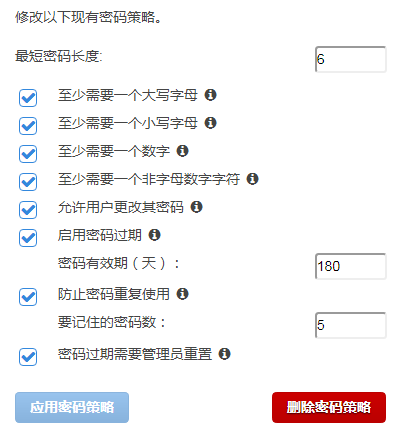 修改以下现有密码策略。
最短密码长度: 6
至少需要一个大写字母
至少需要一个小写字母
至少需要一个数字
至少需要一个非字母数字字符
允许用户更改其密码
启用密码过期
密码有效期（天）： 180
防止密码重复使用
要记住的密码数： 5
密码过期需要管理员重置
应用密码策略 删除密码策略